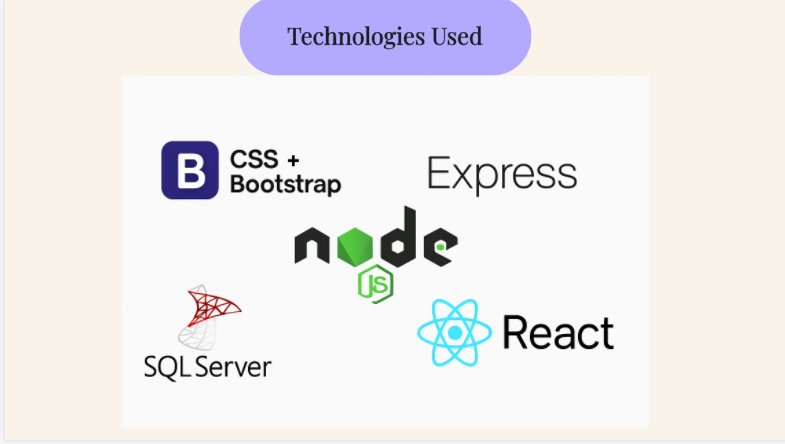 Technologies Used
B
CSS +
Bootstrap
Express
node
JS
SQL Server
React